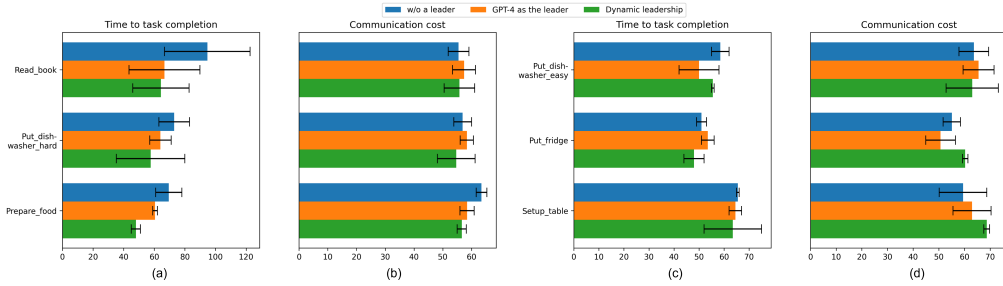 w/o a leader GPT-4 as the leader Dynamic leadership
Time to task completion
Read_book
Put_dish-
washer_hard
Prepare_food
0 20 40 60 80 100 120
(a)
Communication cost
0 10 20 30 40 50 60
(b)
Time to task completion
Put_dish-
washer_easy
Put_fridge
Setup_table
0 10 20 30 40 50 60 70
(c)
Communication cost
0 10 20 30 40 50 60 70
(d)